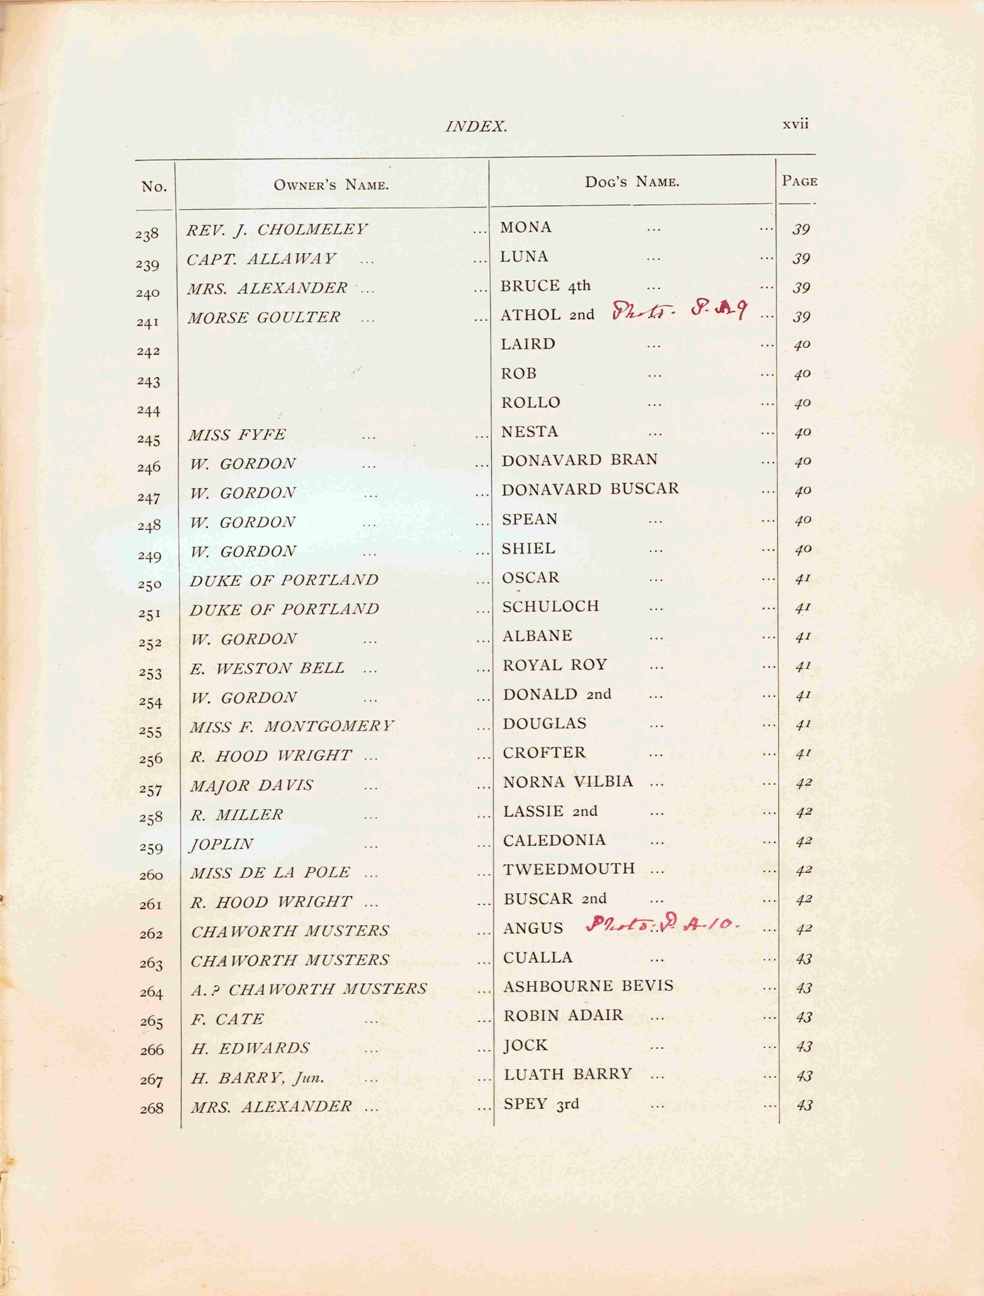 INDEX. xvii
No. OWNER'S NAME. DOG'S NAME. PAGE
238 REV. J. CHOLMELEY ... MONA ... ... 39
239 CAPT. ALLAWAY ... ... LUNA ... ... 39
240 MRS. ALEXANDER ... ... BRUCE 4th ... ... 39
241 MORSE GOULTER ... ... ATHOL 2nd Photo. P. A-9 ... 39
242 LAIRD ... ... 40
243 ROB ... ... 40
244 ROLLO ... ... 40
245 MISS FYFE ... ... NESTA ... ... 40
246 W. GORDON ... ... DONAVARD BRAN ... 40
247 W. GORDON ... ... DONAVARD BUSCAR ... 40
248 W. GORDON ... ... SPEAN ... ... 40
249 W. GORDON ... ... SHIEL ... ... 40
250 DUKE OF PORTLAND ... OSCAR ... ... 41
251 DUKE OF PORTLAND ... SCHULOCH ... ... 41
252 W. GORDON ... ... ALBANE ... ... 41
253 E. WESTON BELL ... ... ROYAL ROY ... ... 41
254 W. GORDON ... ... DONALD 2nd ... ... 41
255 MISS F. MONTGOMERY ... DOUGLAS ... ... 41
256 R. HOOD WRIGHT ... ... CROFTER ... ... 41
257 MAJOR DAVIS ... ... NORNA VILBIA ... ... 42
258 R. MILLER ... ... LASSIE 2nd ... ... 42
259 JOPLIN ... ... CALEDONIA ... ... 42
260 MISS DE LA POLE ... ... TWEEDMOUTH ... ... 42
261 R. HOOD WRIGHT ... ... BUSCAR 2nd ... ... 42
262 CHAWORTH MUSTERS ... ANGUS Photo. P. A-10. ... 42
263 CHAWORTH MUSTERS ... CUALLA ... ... 43
264 A.? CHAWORTH MUSTERS ... ASHBOURNE BEVIS ... 43
265 F. CATE ... ... ROBIN ADAIR ... ... 43
266 H. EDWARDS ... ... JOCK ... ... 43
267 H. BARRY, Jun. ... ... LUATH BARRY ... ... 43
268 MRS. ALEXANDER ... ... SPEY 3rd ... ... 43